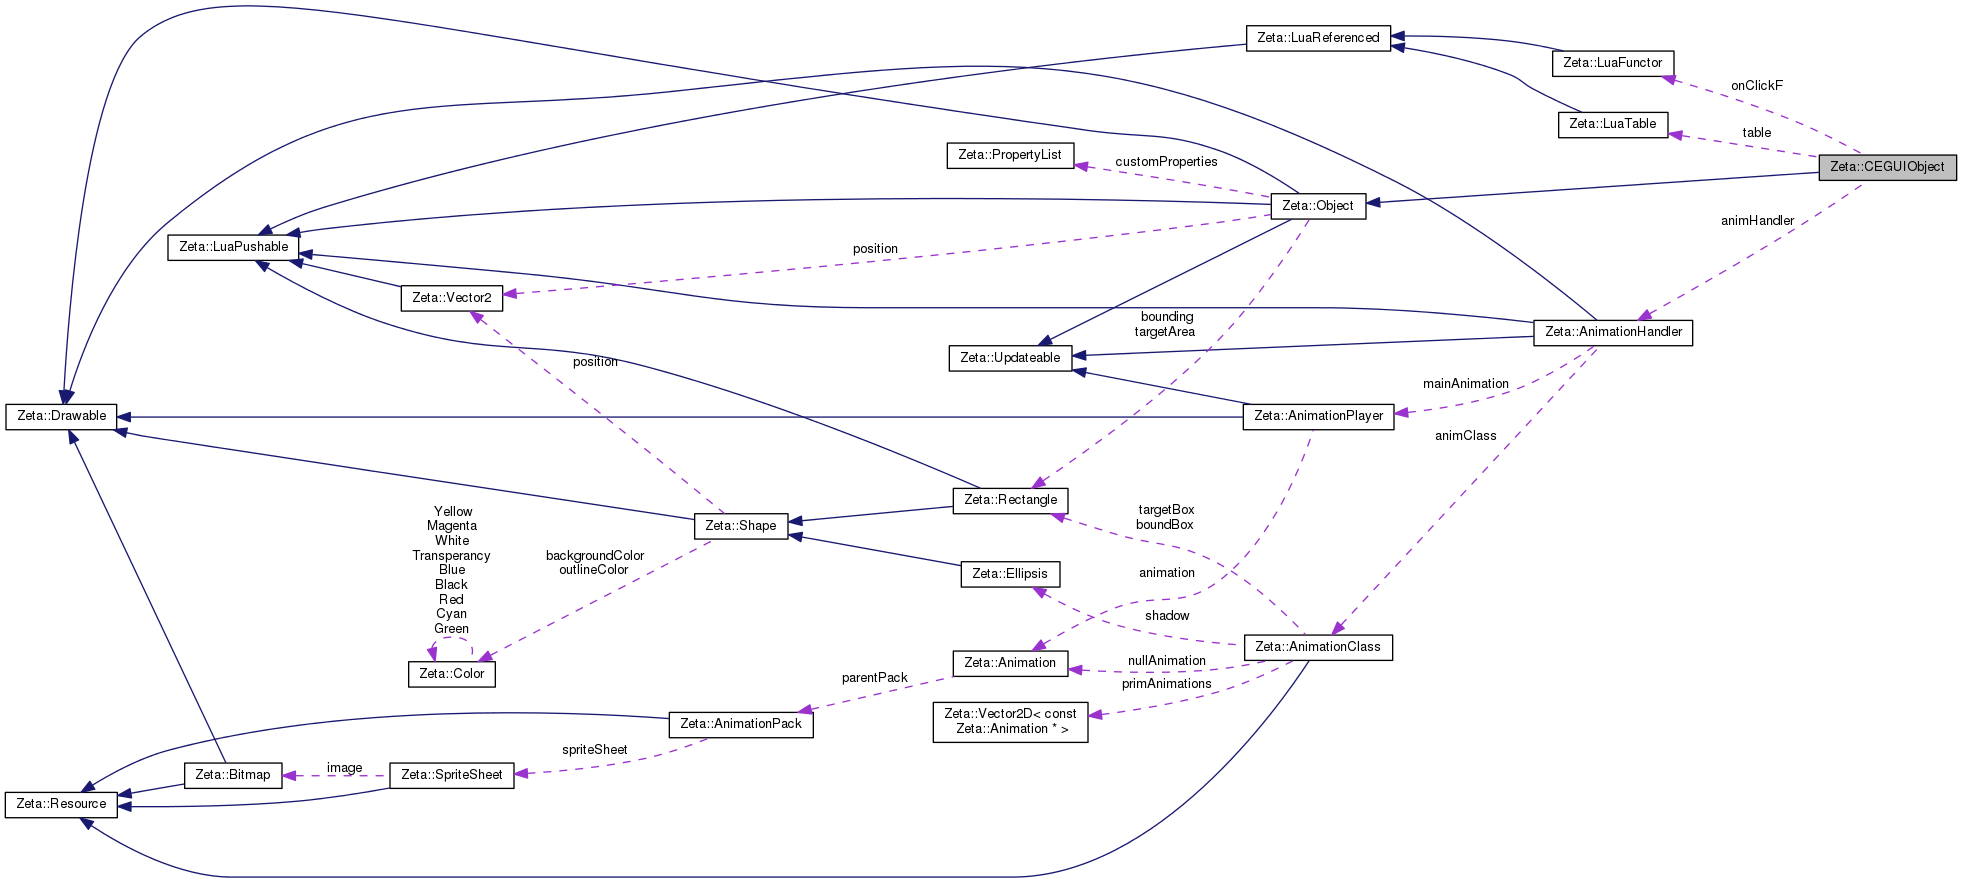 Zeta::LuaReferenced
Zeta::LuaFunctor
onClickF
Zeta::LuaTable
table
Zeta::PropertyList
customProperties
Zeta::CEGUIObject
Zeta::Object
animHandler
Zeta::LuaPushable
position
Zeta::Vector2
bounding
targetArea
Zeta::AnimationHandler
Zeta::Updateable
position
mainAnimation
Zeta::Drawable
Zeta::AnimationPlayer
animClass
Zeta::Rectangle
Zeta::Shape
targetBox
boundBox
Yellow
Magenta
White
Transperancy
Blue
Black
Red
Cyan
Green
backgroundColor
outlineColor
Zeta::Ellipsis
animation
shadow
Zeta::AnimationClass
Zeta::Color
Zeta::Animation
nullAnimation
parentPack
primAnimations
Zeta::AnimationPack
Zeta::Vector2D< const
Zeta::Animation * >
spriteSheet
Zeta::Bitmap
image
Zeta::SpriteSheet
Zeta::Resource